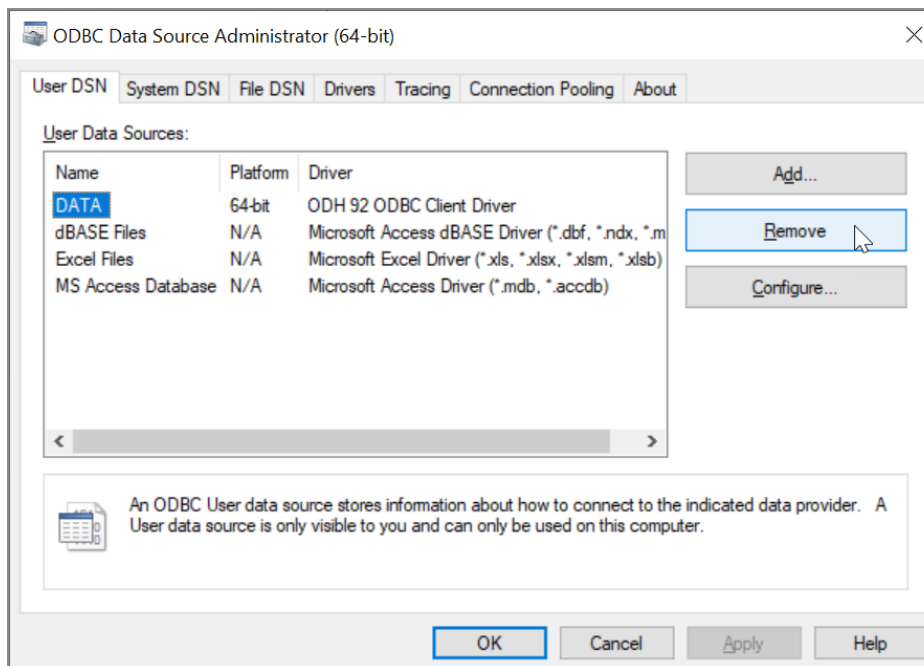 ODBC Data Source Administrator (64-bit)
User DSN System DSN File DSN Drivers Tracing Connection Pooling About
User Data Sources:
Name Platform Driver
DATA 64-bit ODH 92 ODBC Client Driver
dBASE Files N/A Microsoft Access dBASE Driver (*.dbf, *.ndx, *.m
Excel Files N/A Microsoft Excel Driver (*.xls, *.xlsx, *.xlsm, *.xlsb)
MS Access Database N/A Microsoft Access Driver (*.mdb, *.accdb)
Add...
Remove
Configure...
An ODBC User data source stores information about how to connect to the indicated data provider. A
User data source is only visible to you and can only be used on this computer.
OK Cancel Apply Help